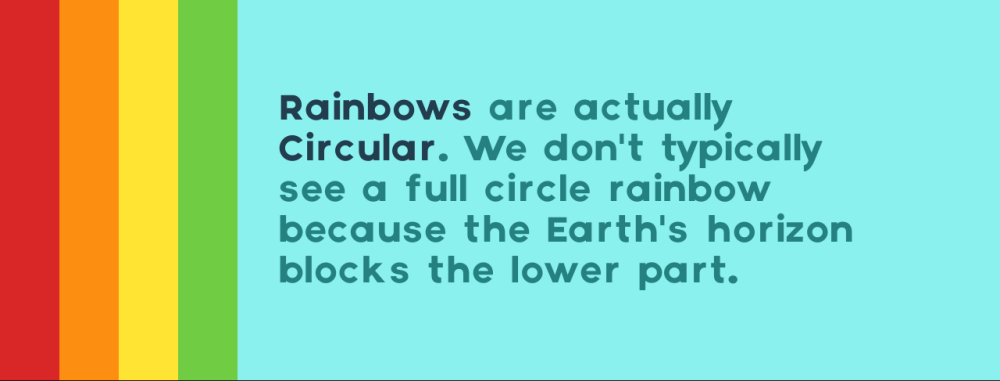 Rainbows are actually
Circular. We don't typically
see a full circle rainbow
because the Earth's horizon
blocks the lower part.